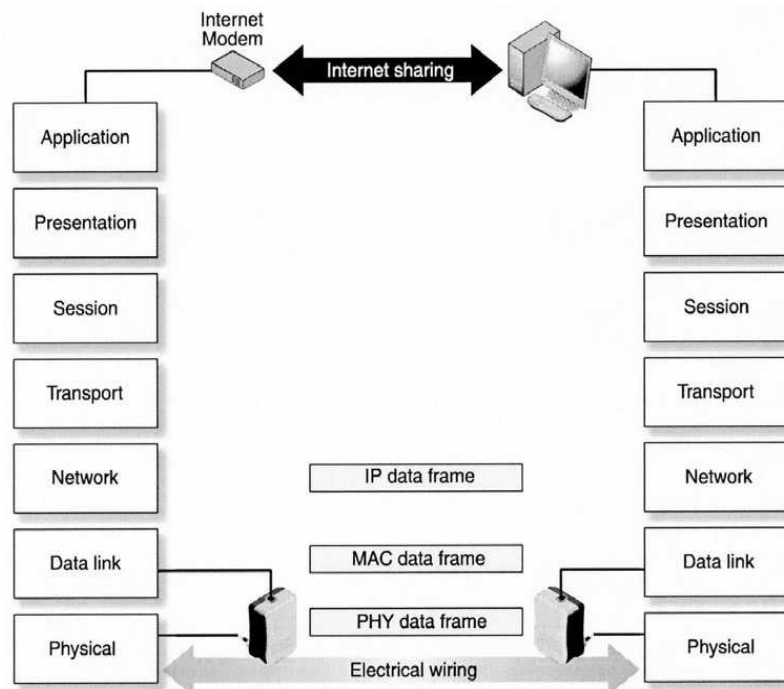 Internet
Modem
Internet sharing
Application
Application
Presentation
Presentation
Session
Session
Transport
Transport
Network
IP data frame
Network
Data link
MAC data frame
Data link
Physical
PHY data frame
Physical
Electrical wiring